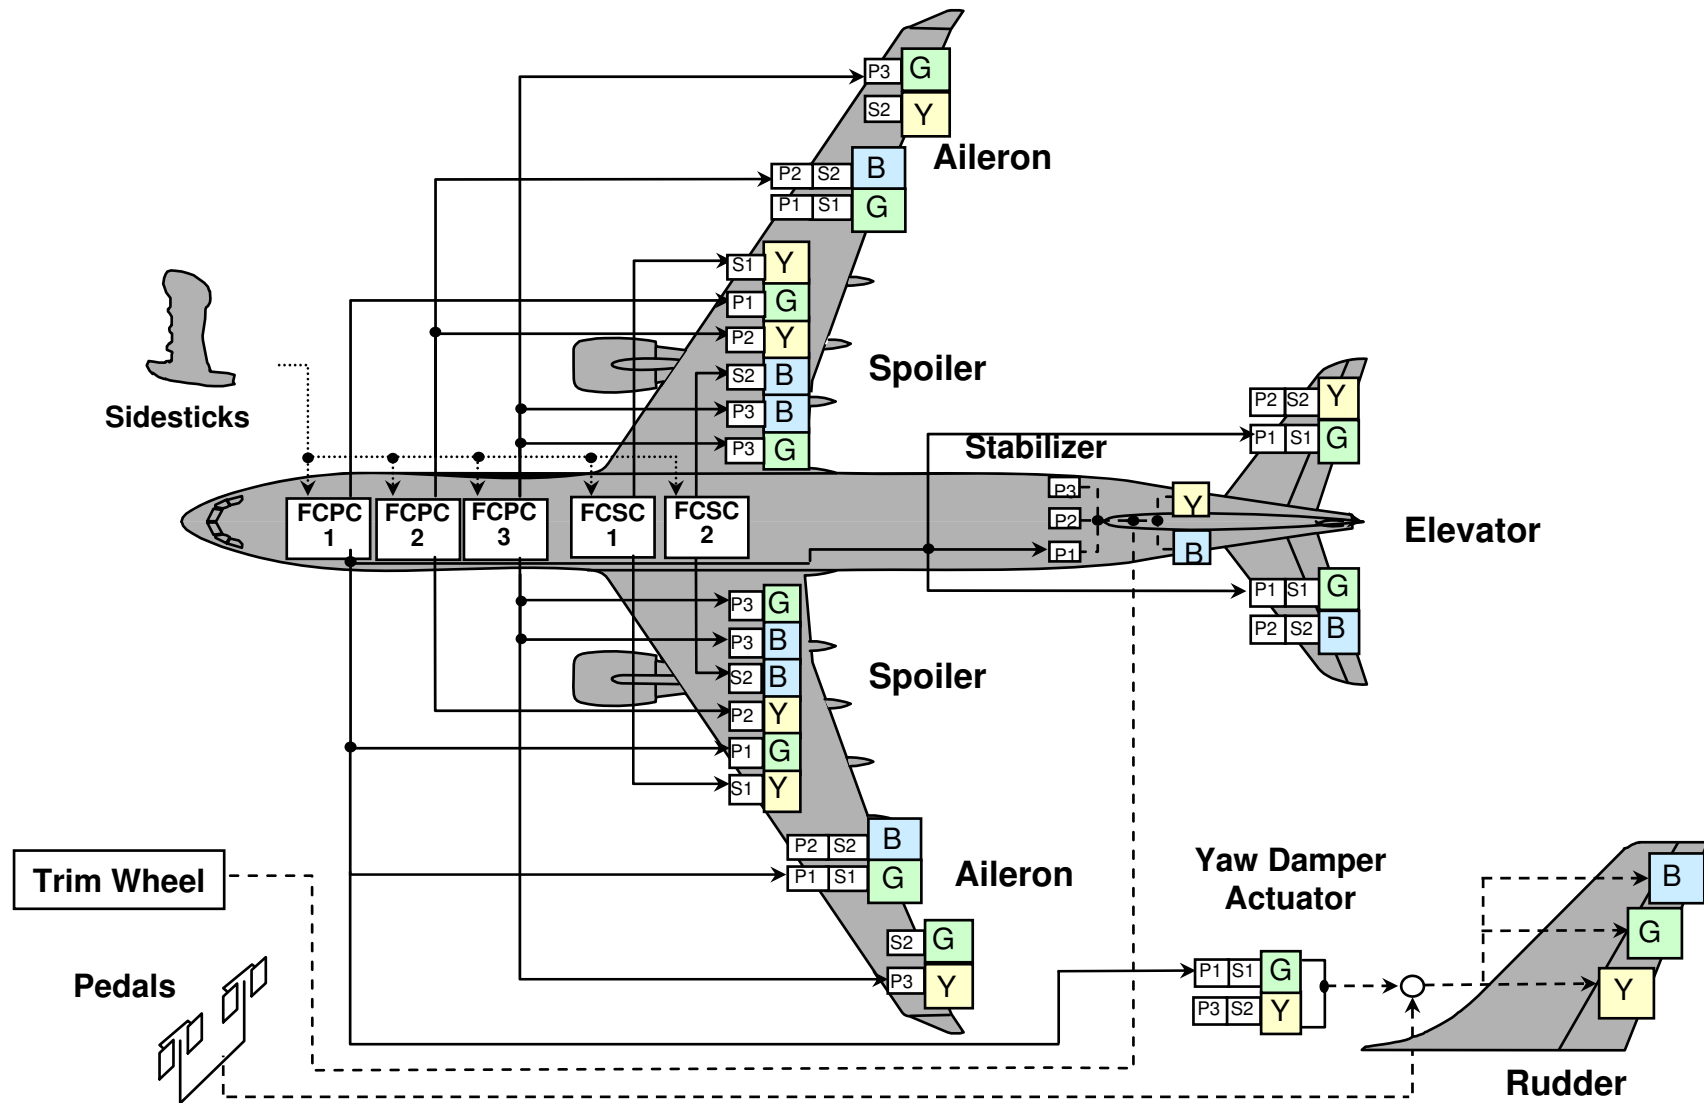 P3 G
S2 Y
Aileron
P2 S2 B
P1 S1 G
S1 Y
P1 G
P2 Y
Spoiler
S2 B
P3 B
P3 G
Sidesticks
Stabilizer
P2 S2 Y
P1 S1 G
P3
P2
P1
Y
B
FCPC
1
FCPC
2
FCPC
3
FCSC
1
FCSC
2
Elevator
P1 S1 G
P2 S2 B
P3 G
P3 B
S2 B
Spoiler
P2 Y
P1 G
S1 Y
P2 S2 B
P1 S1 G
Aileron
S2 G
P3 Y
Trim Wheel
Pedals
Yaw Damper
Actuator
P1 S1 G
P3 S2 Y
B
G
Y
Rudder